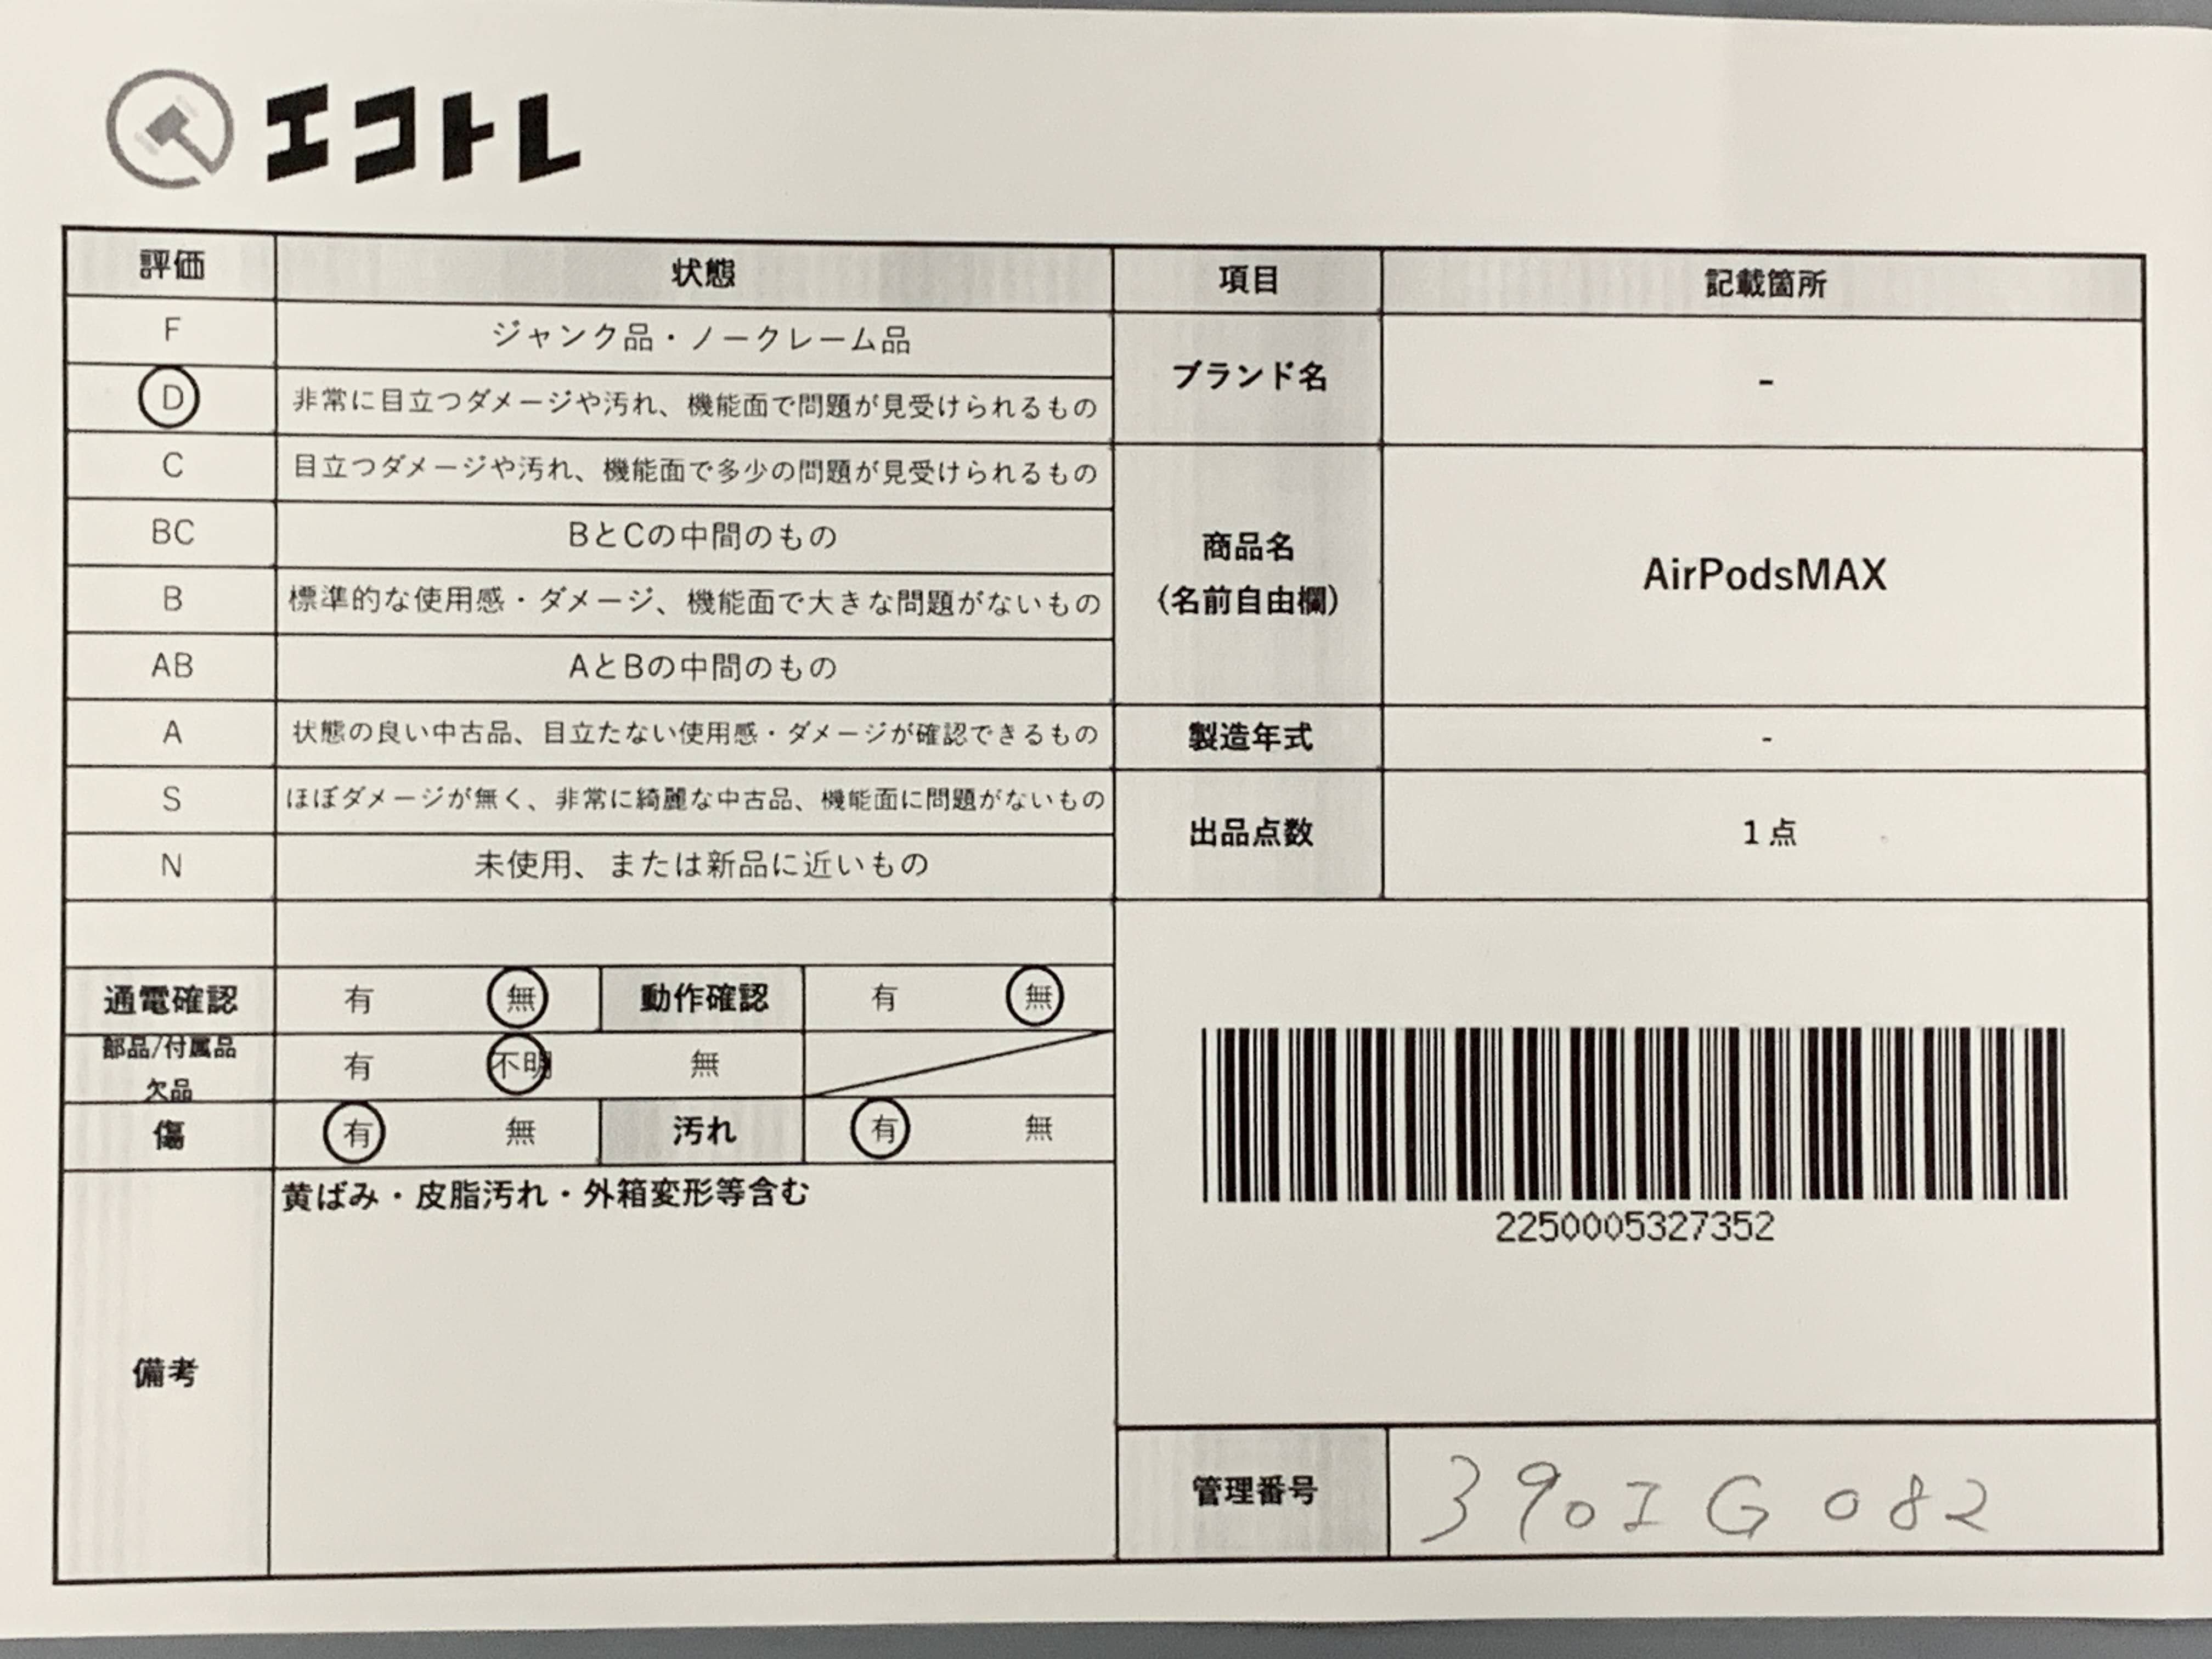 エコトレ
評価 状態 項目 記載箇所
F ジャンク品・ノークレーム品
D 非常に目立つダメージや汚れ、機能面で問題が見受けられるもの
ブランド名 -
C 目立つダメージや汚れ、機能面で多少の問題が見受けられるもの
BC BとCの中間のもの
B 標準的な使用感・ダメージ、機能面で大きな問題がないもの
商品名
(名前自由欄)
AirPodsMAX
AB AとBの中間のもの
A 状態の良い中古品、目立たない使用感・ダメージが確認できるもの
製造年式 -
S ほぼダメージが無く、非常に綺麗な中古品、機能面に問題がないもの
出品点数 1点
N 未使用、または新品に近いもの
通電確認 有 無 動作確認 有 無
部品/付属品
欠品
有 不明 無
傷 有 無 汚れ 有 無
備考
黄ばみ・皮脂汚れ・外箱変形等含む
2250005327352
管理番号 390IG082